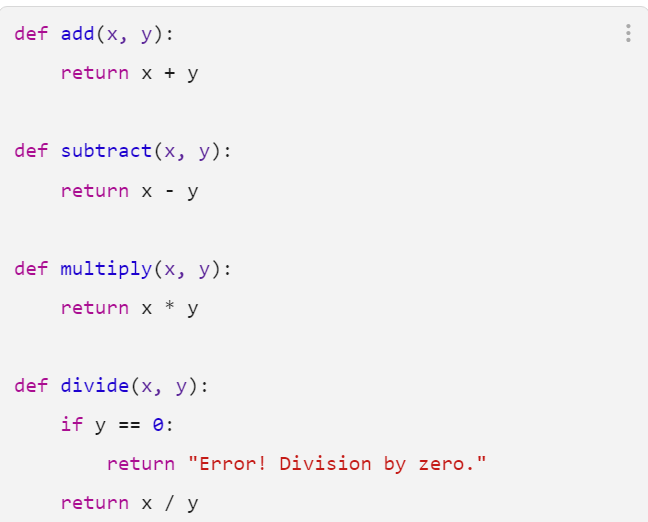 def add(x, y):
    return x + y

def subtract(x, y):
    return x - y

def multiply(x, y):
    return x * y

def divide(x, y):
    if y == 0:
        return "Error! Division by zero."
    return x / y